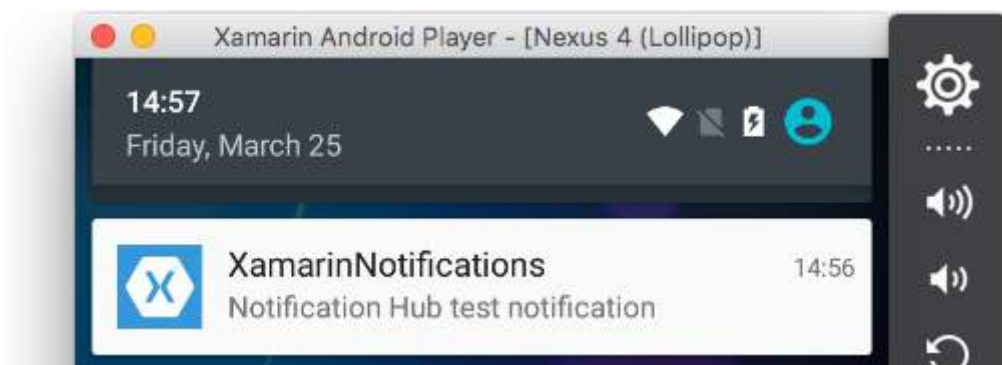 Xamarin Android Player - [Nexus 4 (Lollipop)]
14:57
Friday, March 25
XamarinNotifications
14:56
Notification Hub test notification